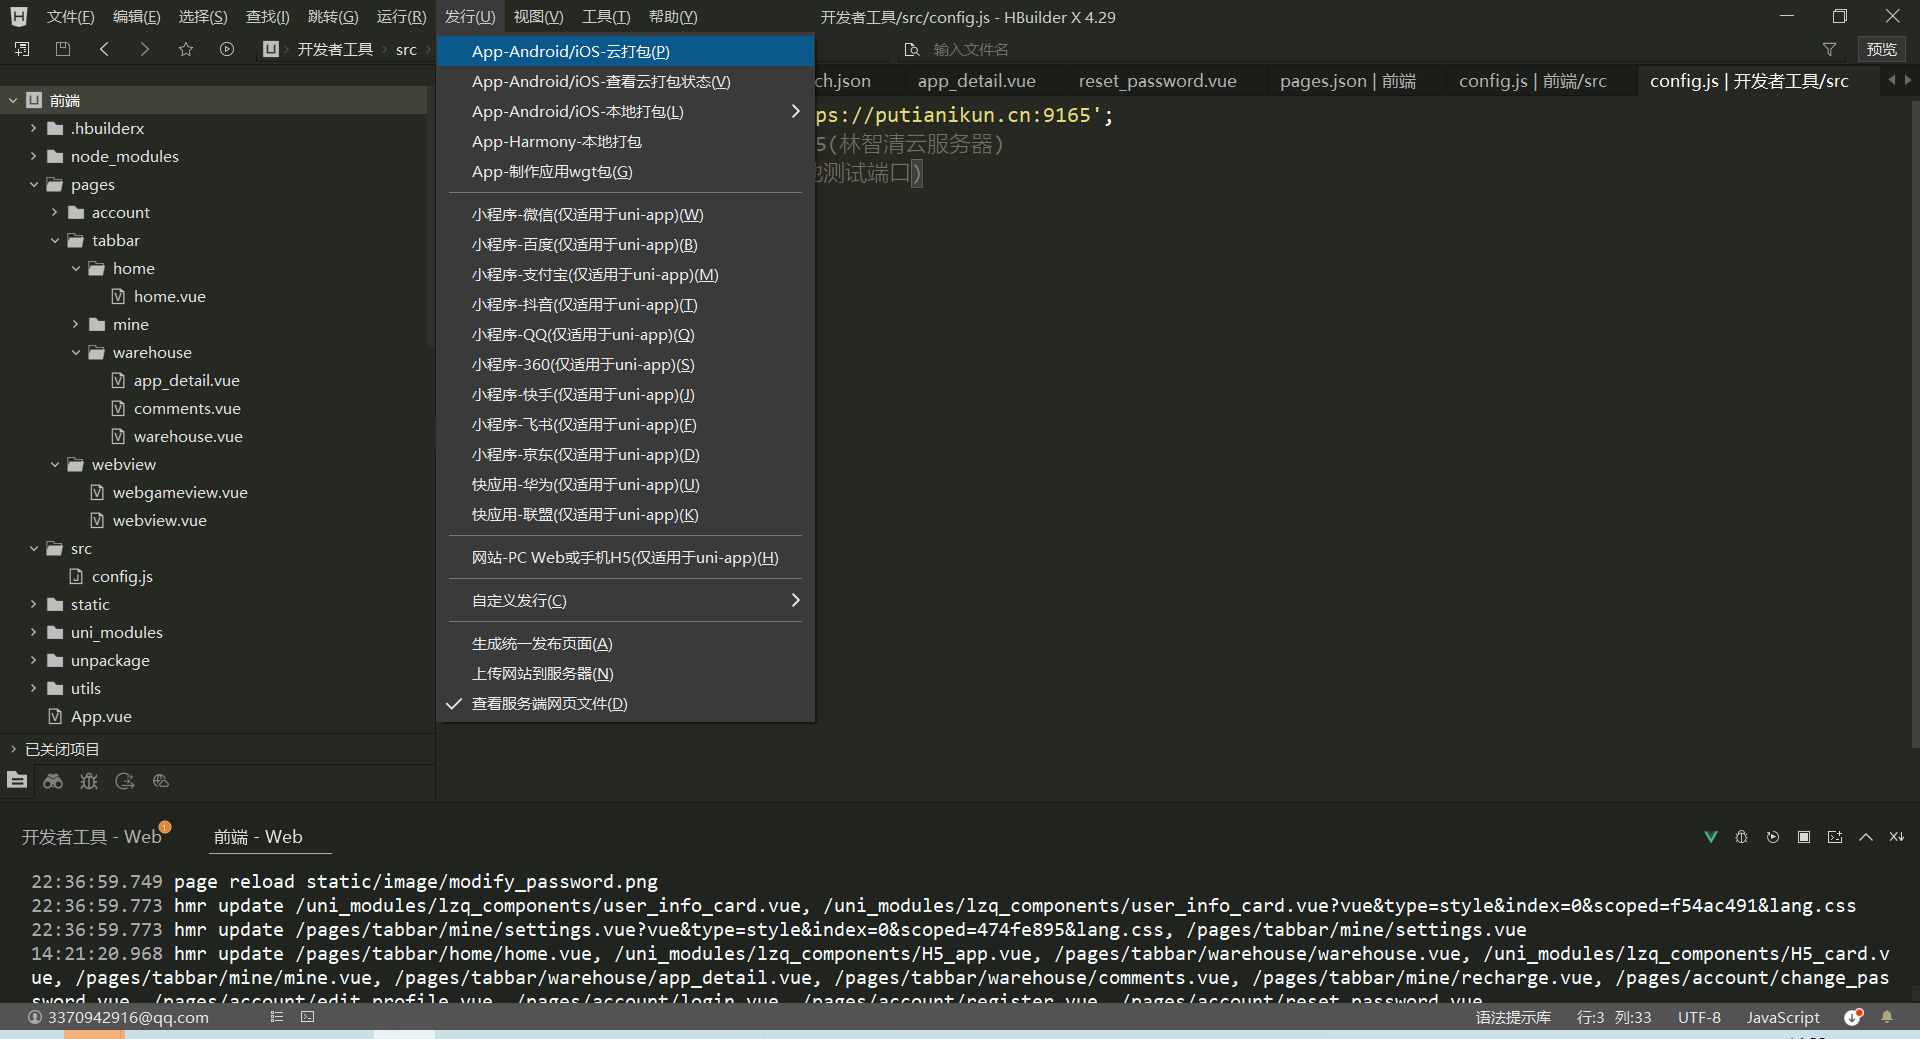 文件(F) 编辑(E) 选择(S) 查找(I) 跳转(G) 运行(R) 发行(U) 视图(V) 工具(T) 帮助(Y) 开发者工具/src/config.js - HBuilder X 4.29
开发者工具 src 输入文件名 预览
ch.json app_detail.vue reset_password.vue pages.json | 前端 config.js | 前端/src config.js | 开发者工具/src
前端
.hbuilderx
node_modules
pages
account
tabbar
home
home.vue
mine
warehouse
app_detail.vue
comments.vue
warehouse.vue
webview
webgameview.vue
webview.vue
src
config.js
static
uni_modules
unpackage
utils
App.vue
已关闭项目
App-Android/iOS-云打包(P)
App-Android/iOS-查看云打包状态(V)
App-Android/iOS-本地打包(L)
App-Harmony-本地打包
App-制作应用wgt包(G)
小程序-微信(仅适用于uni-app)(W)
小程序-百度(仅适用于uni-app)(B)
小程序-支付宝(仅适用于uni-app)(M)
小程序-抖音(仅适用于uni-app)(T)
小程序-QQ(仅适用于uni-app)(Q)
小程序-360(仅适用于uni-app)(S)
小程序-快手(仅适用于uni-app)(J)
小程序-飞书(仅适用于uni-app)(F)
小程序-京东(仅适用于uni-app)(D)
快应用-华为(仅适用于uni-app)(U)
快应用-联盟(仅适用于uni-app)(K)
网站-PC Web或手机H5(仅适用于uni-app)(H)
自定义发行(C)
生成统一发布页面(A)
上传网站到服务器(N)
查看服务端网页文件(D)
ps://putianikun.cn:9165';
5(林智清云服务器)
测试端口)
开发者工具 - Web 1 前端 - Web
22:36:59.749 page reload static/image/modify_password.png
22:36:59.773 hmr update /uni_modules/lzq_components/user_info_card.vue, /uni_modules/lzq_components/user_info_card.vue?vue&type=style&index=0&scoped=f54ac491&lang.css
22:36:59.773 hmr update /pages/tabbar/mine/settings.vue?vue&type=style&index=0&scoped=474fe895&lang.css, /pages/tabbar/mine/settings.vue
14:21:20.968 hmr update /pages/tabbar/home/home.vue, /uni_modules/lzq_components/H5_app.vue, /pages/tabbar/warehouse/warehouse.vue, /uni_modules/lzq_components/H5_card.v
ue, /pages/tabbar/mine/mine.vue, /pages/tabbar/warehouse/app_detail.vue, /pages/tabbar/warehouse/comments.vue, /pages/tabbar/mine/recharge.vue, /pages/account/change_pas
sword.vue, /pages/account/edit_profile.vue, /pages/account/login.vue, /pages/account/register.vue, /pages/account/reset_password.vue
3370942916@qq.com 语法提示库 行:3 列:33 UTF-8 JavaScript